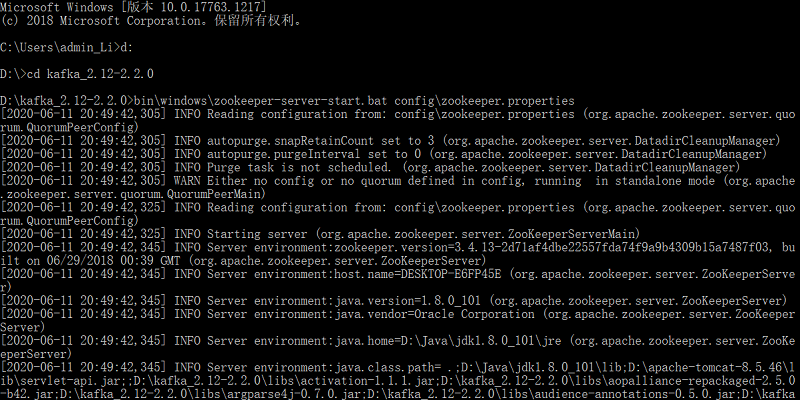 Microsoft Windows [版本 10.0.17763.1217]
(c) 2018 Microsoft Corporation。保留所有权利。
C:\Users\admin_Li>d:
D:\>cd kafka_2.12-2.2.0
D:\kafka_2.12-2.2.0>bin\windows\zookeeper-server-start.bat config\zookeeper.properties
[2020-06-11 20:49:42,305] INFO Reading configuration from: config\zookeeper.properties (org.apache.zookeeper.server.quo
rum.QuorumPeerConfig)
[2020-06-11 20:49:42,305] INFO autopurge.snapRetainCount set to 3 (org.apache.zookeeper.server.DatadirCleanupManager)
[2020-06-11 20:49:42,305] INFO autopurge.purgeInterval set to 0 (org.apache.zookeeper.server.DatadirCleanupManager)
[2020-06-11 20:49:42,305] INFO Purge task is not scheduled. (org.apache.zookeeper.server.DatadirCleanupManager)
[2020-06-11 20:49:42,305] WARN Either no config or no quorum defined in config, running  in standalone mode (org.apache.
zookeeper.server.quorum.QuorumPeerMain)
[2020-06-11 20:49:42,325] INFO Reading configuration from: config\zookeeper.properties (org.apache.zookeeper.server.quo
rum.QuorumPeerConfig)
[2020-06-11 20:49:42,325] INFO Starting server (org.apache.zookeeper.server.ZooKeeperServerMain)
[2020-06-11 20:49:42,345] INFO Server environment:zookeeper.version=3.4.13-2d71af4dbe22557fda74f9a9b4309b15a7487f03, bu
ilt on 06/29/2018 00:39 GMT (org.apache.zookeeper.server.ZooKeeperServer)
[2020-06-11 20:49:42,345] INFO Server environment:host.name=DESKTOP-E6FP45E (org.apache.zookeeper.server.ZooKeeperServe
r)
[2020-06-11 20:49:42,345] INFO Server environment:java.version=1.8.0_101 (org.apache.zookeeper.server.ZooKeeperServer)
[2020-06-11 20:49:42,345] INFO Server environment:java.vendor=Oracle Corporation (org.apache.zookeeper.server.ZooKeeper
Server)
[2020-06-11 20:49:42,345] INFO Server environment:java.home=D:\Java\jdk1.8.0_101\jre (org.apache.zookeeper.server.ZooKe
eperServer)
[2020-06-11 20:49:42,345] INFO Server environment:java.class.path= .;D:\Java\jdk1.8.0_101\lib;D:\apache-tomcat-8.5.46\l
ib\servlet-api.jar;;D:\kafka_2.12-2.2.0\libs\activation-1.1.1.jar;D:\kafka_2.12-2.2.0\libs\aopalliance-repackaged-2.5.0
-b42.jar;D:\kafka_2.12-2.2.0\libs\argparse4j-0.7.0.jar;D:\kafka_2.12-2.2.0\libs\audience-annotations-0.5.0.jar;D:\kafka